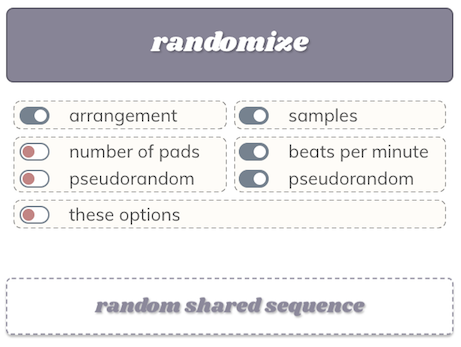 randomize
arrangement
samples
number of pads
pseudorandom
beats per minute
pseudorandom
these options
random shared sequence